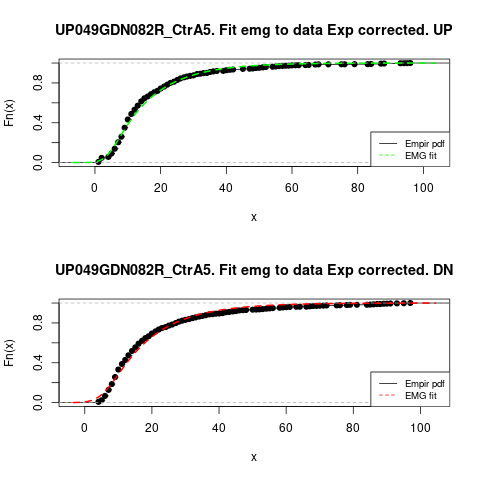 UP049GDN082R_CtrA5. Fit emg to data Exp corrected. UP
Fn(x)
0.0 0.4 0.8
Empir pdf
EMG fit
0 20 40 60 80 100
x
UP049GDN082R_CtrA5. Fit emg to data Exp corrected. DN
Fn(x)
0.0 0.4 0.8
Empir pdf
EMG fit
0 20 40 60 80 100
x